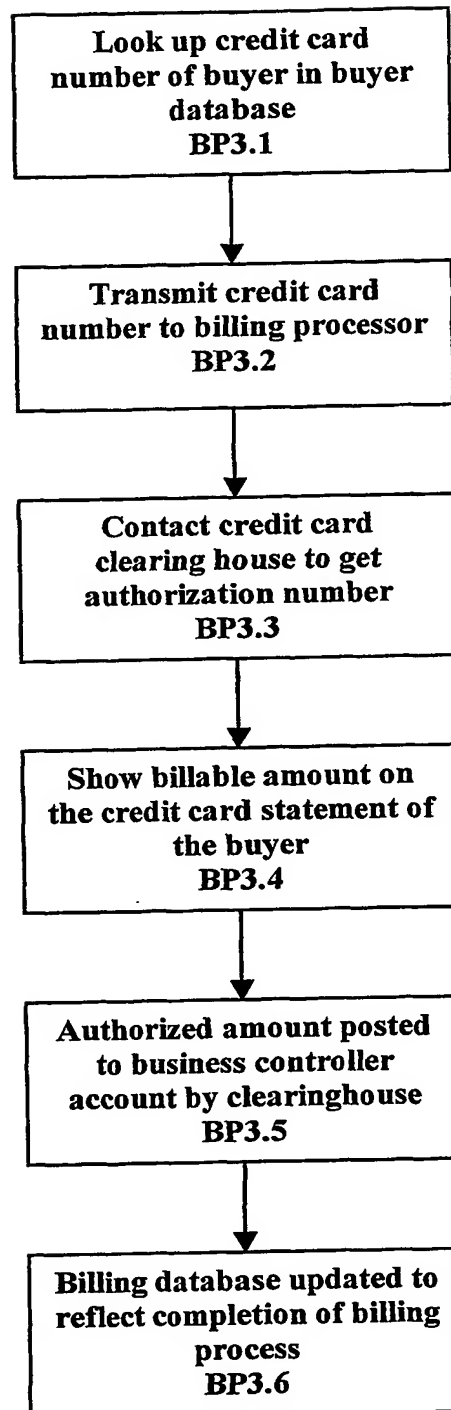 Look up credit card
number of buyer in buyer
database
BP3.1
Transmit credit card
number to billing processor
BP3.2
Contact credit card
clearing house to get
authorization number
BP3.3
Show billable amount on
the credit card statement of
the buyer
BP3.4
Authorized amount posted
to business controller
account by clearinghouse
BP3.5
Billing database updated to
reflect completion of billing
process
BP3.6